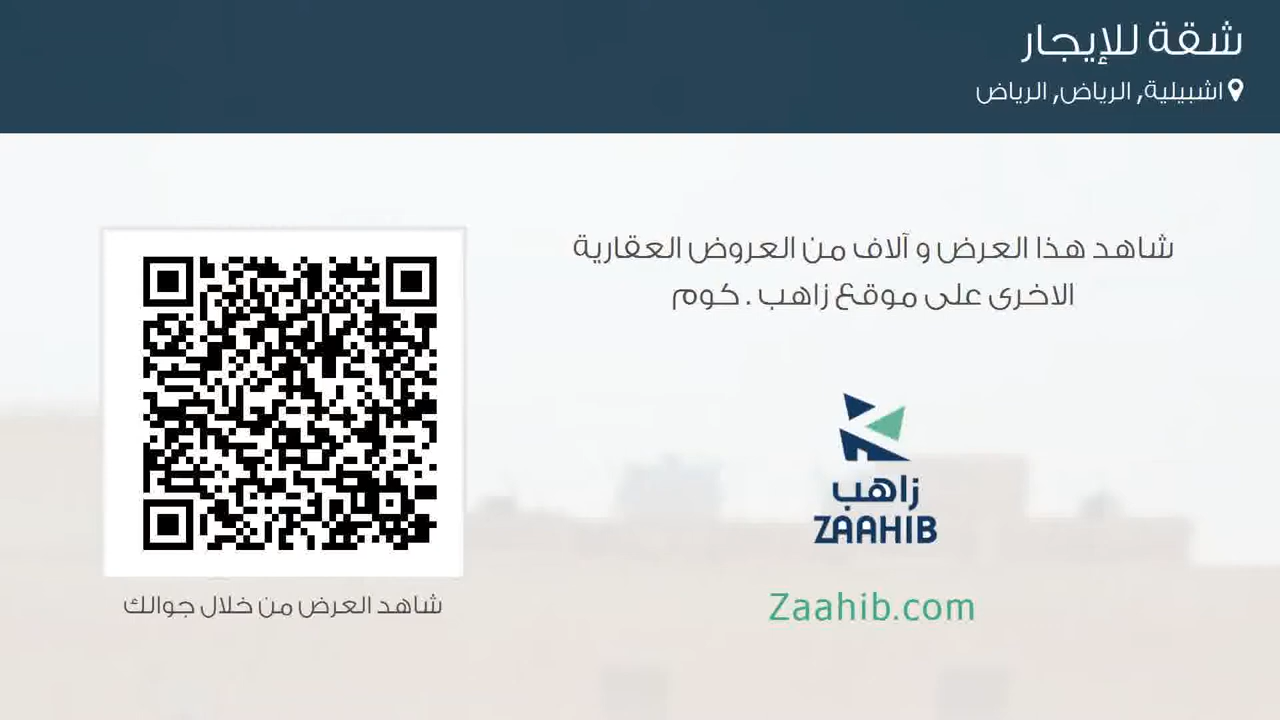 شقة للإيجار
اشبيلية, الرياض, الرياض
شاهد هذا العرض و آلاف من العروض العقارية
الاخرى على موقع زاهب . كوم
زاهب
ZAAHIB
Zaahib.com
شاهد العرض من خلال جوالك